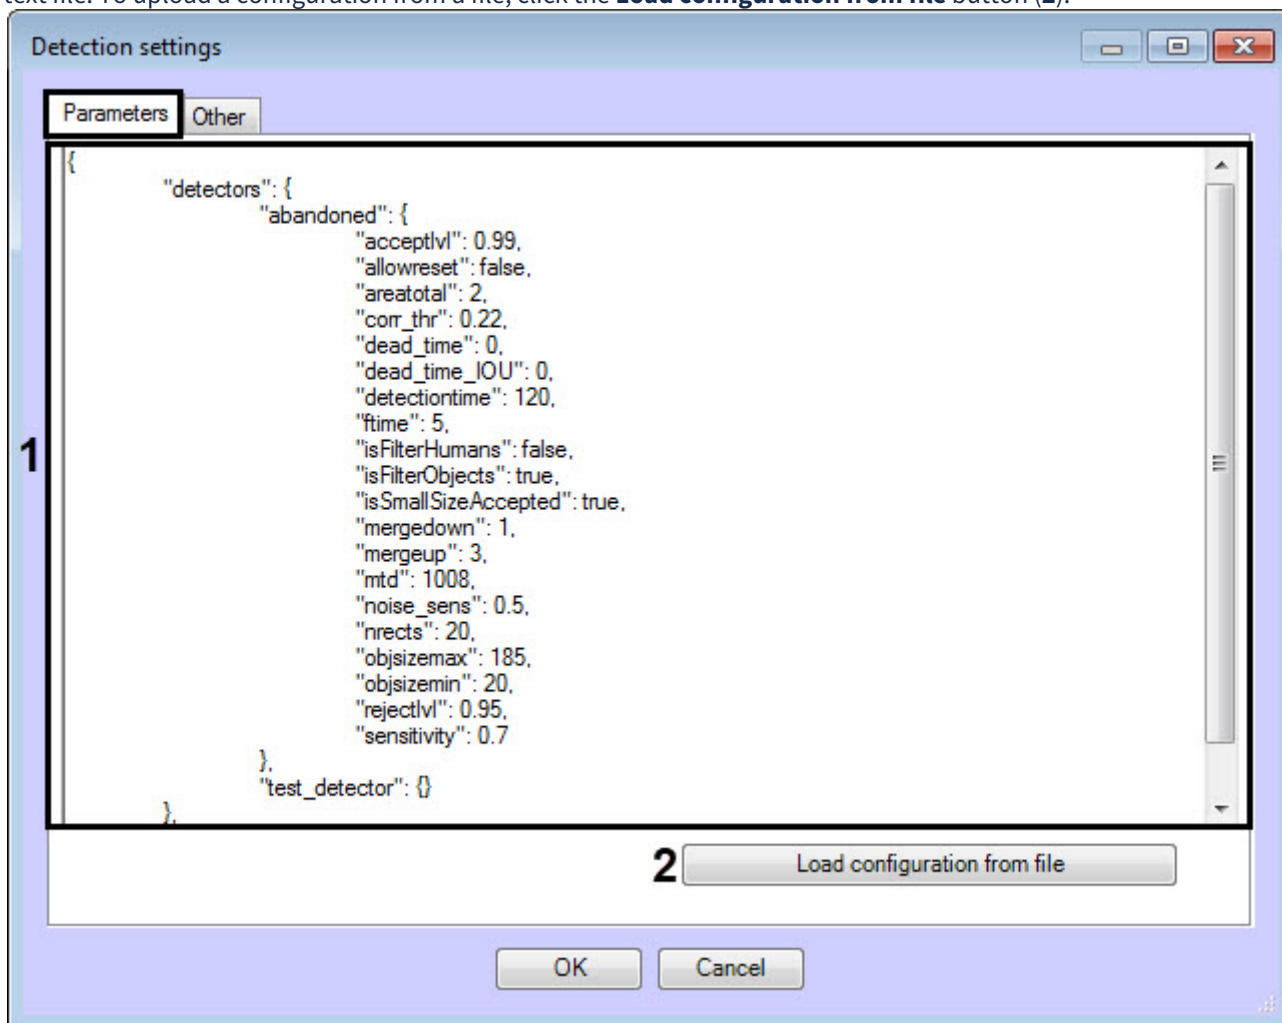 text file. To upload a configuration from a file, click the Load configuration from file button (2).
Detection settings
Parameters Other
{
"detectors": {
"abandoned": {
"acceptlvl": 0.99,
"allowreset": false,
"areatotal": 2,
"corr_thr": 0.22,
"dead_time": 0,
"dead_time_IOU": 0,
"detectiontime": 120,
"ftime": 5,
"isFilterHumans": false,
"isFilterObjects": true,
"isSmallSizeAccepted": true,
"mergedown": 1,
"mergeup": 3,
"mtd": 1008,
"noise_sens": 0.5,
"nrects": 20,
"objsizemax": 185,
"objsizemin": 20,
"rejectlvl": 0.95,
"sensitivity": 0.7
},
"test_detector": {}
},
1
2 Load configuration from file
OK Cancel